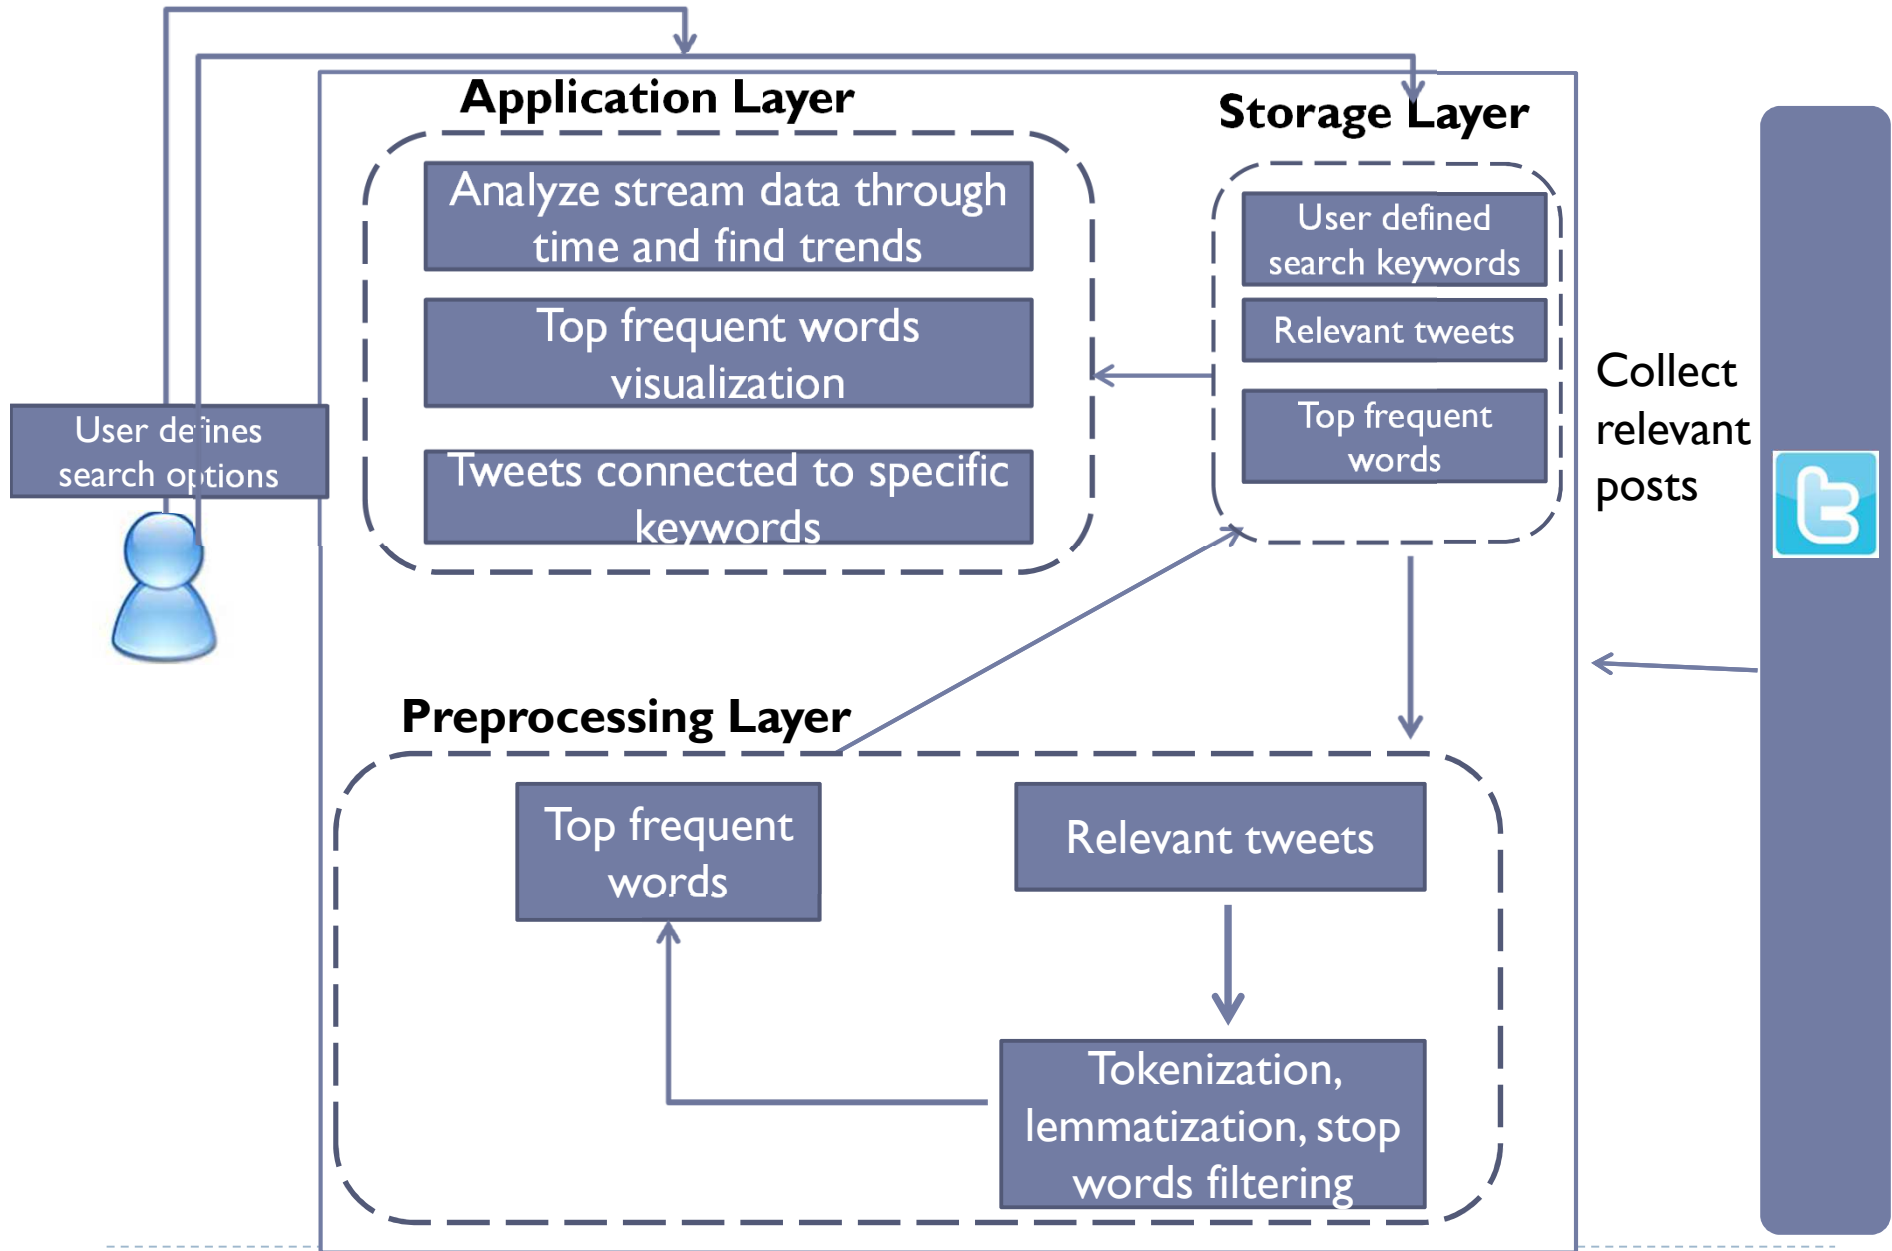 Application Layer
Analyze stream data through
time and find trends
Top frequent words
visualization
Tweets connected to specific
keywords
Storage Layer
User defined
search keywords
Relevant tweets
Top frequent
words
User defines
search options
Collect
relevant
posts
Preprocessing Layer
Top frequent
words
Relevant tweets
Tokenization,
lemmatization, stop
words filtering